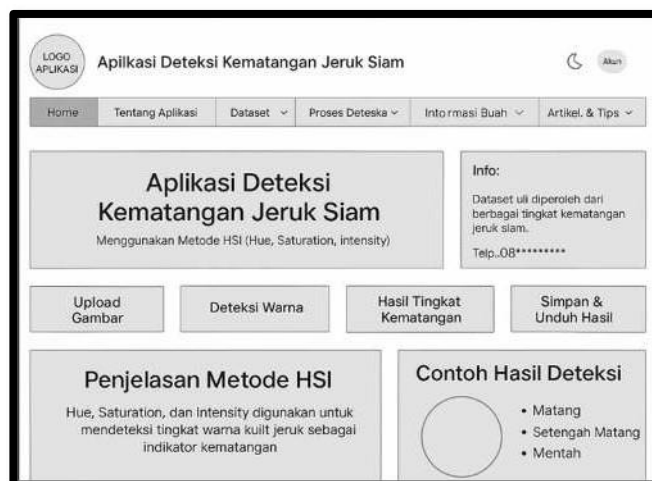 LOGO
APLIKASI
Apilkasi Deteksi Kematangan Jeruk Siam
Akun
Home Tentang Aplikasi Dataset Proses Deteska Informasi Buah Artikel. & Tips
Aplikasi Deteksi
Kematangan Jeruk Siam
Menggunakan Metode HSI (Hue, Saturation, intensity)
Info:
Dataset uli diperoleh dari
berbagai tingkat kematangan
jeruk siam.
Telp..08*********
Upload
Gambar
Deteksi Warna
Hasil Tingkat
Kematangan
Simpan &
Unduh Hasil
Penjelasan Metode HSI
Hue, Saturation, dan Intensity digunakan untuk
mendeteksi tingkat warna kuilt jeruk sebagai
indikator kematangan
Contoh Hasil Deteksi
• Matang
• Setengah Matang
• Mentah